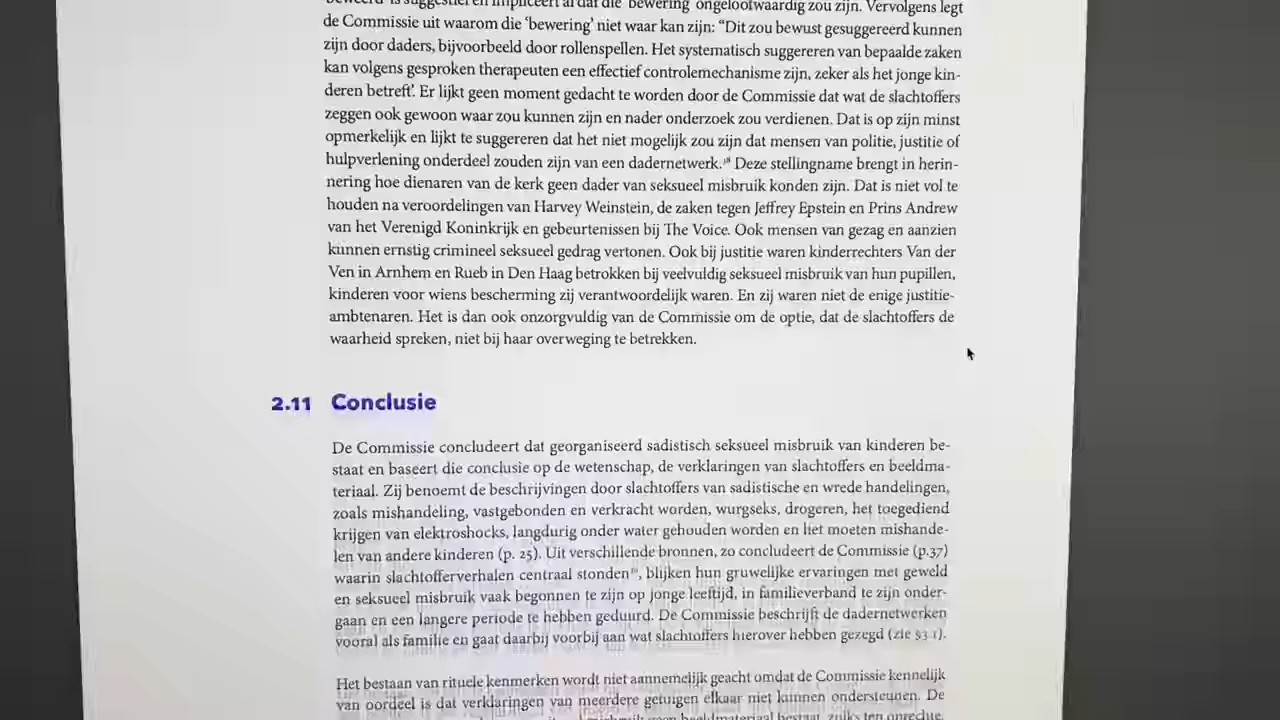 beweerd' is suggestief en impliceert al dat die 'bewering' ongeloofwaardig zou zijn. Vervolgens legt
de Commissie uit waarom die 'bewering' niet waar kan zijn: "Dit zou bewust gesuggereerd kunnen
zijn door daders, bijvoorbeeld door rollenspellen. Het systematisch suggereren van bepaalde zaken
kan volgens gesproken therapeuten een effectief controlemechanisme zijn, zeker als het jonge kin-
deren betreft'. Er lijkt geen moment gedacht te worden door de Commissie dat wat de slachtoffers
zeggen ook gewoon waar zou kunnen zijn en nader onderzoek zou verdienen. Dat is op zijn minst
opmerkelijk en lijkt te suggereren dat het niet mogelijk zou zijn dat mensen van politie, justitie of
hulpverlening onderdeel zouden zijn van een dadernetwerk.¹⁸ Deze stellingname brengt in herin-
nering hoe dienaren van de kerk geen dader van seksueel misbruik konden zijn. Dat is niet vol te
houden na veroordelingen van Harvey Weinstein, de zaken tegen Jeffrey Epstein en Prins Andrew
van het Verenigd Koninkrijk en gebeurtenissen bij The Voice. Ook mensen van gezag en aanzien
kunnen ernstig crimineel seksueel gedrag vertonen. Ook bij justitie waren kinderrechters Van der
Ven in Arnhem en Rueb in Den Haag betrokken bij veelvuldig seksueel misbruik van hun pupillen,
kinderen voor wiens bescherming zij verantwoordelijk waren. En zij waren niet de enige justitie-
ambtenaren. Het is dan ook onzorgvuldig van de Commissie om de optie, dat de slachtoffers de
waarheid spreken, niet bij haar overweging te betrekken.
2.11 Conclusie
De Commissie concludeert dat georganiseerd sadistisch seksueel misbruik van kinderen be-
staat en baseert die conclusie op de wetenschap, de verklaringen van slachtoffers en beeldma-
teriaal. Zij benoemt de beschrijvingen door slachtoffers van sadistische en wrede handelingen,
zoals mishandeling, vastgebonden en verkracht worden, wurgseks, drogeren, het toegediend
krijgen van elektroshocks, langdurig onder water gehouden worden en het moeten mishande-
len van andere kinderen (p. 25). Uit verschillende bronnen, zo concludeert de Commissie (p.37)
waarin slachtofferverhalen centraal stonden¹⁹, blijken hun gruwelijke ervaringen met geweld
en seksueel misbruik vaak begonnen te zijn op jonge leeftijd, in familieverband te zijn onder-
gaan en een langere periode te hebben geduurd. De Commissie beschrijft de dadernetwerken
vooral als familie en gaat daarbij voorbij aan wat slachtoffers hierover hebben gezegd (zie §3.1).
Het bestaan van rituele kenmerken wordt niet aannemelijk geacht omdat de Commissie kennelijk
van oordeel is dat verklaringen van meerdere getuigen elkaar niet kunnen ondersteunen. De
beeldmateriaal bestaat, zulks ten onrechte.